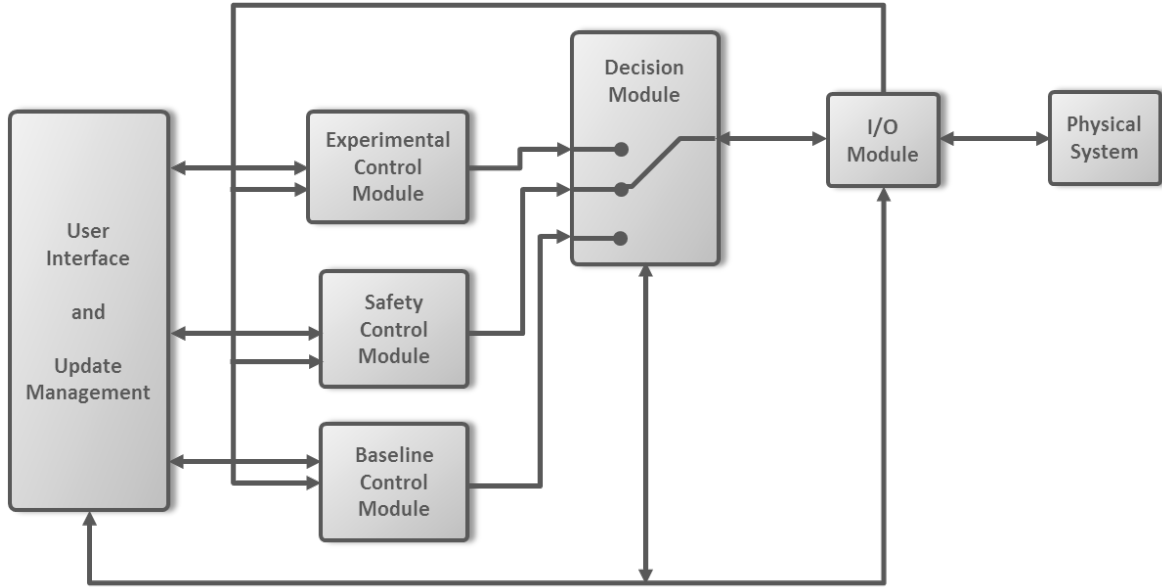 User
Interface
and
Update
Management
Experimental
Control
Module
Safety
Control
Module
Baseline
Control
Module
Decision
Module
I/O
Module
Physical
System